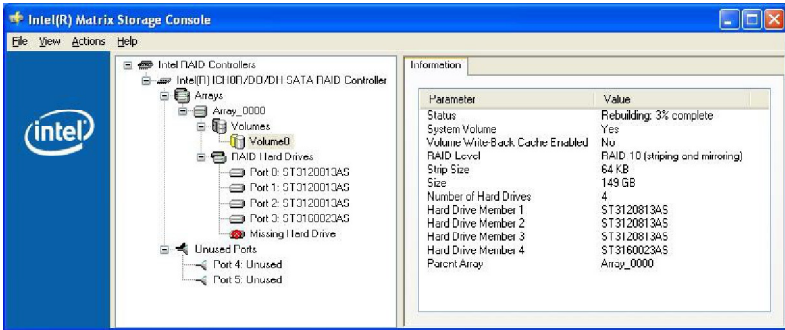 Intel(R) Matrix Storage Console
File View Actions Help
intel
Intel RAID Controllers
Intel(R) ICH8R/DO/DH SATA RAID Controller
Arrays
Array_0000
Volumes
Volume0
RAID Hard Drives
Port 0: ST3120813AS
Port 1: ST3120813AS
Port 2: ST3120813AS
Port 3: ST3160023AS
Missing Hard Drive
Unused Ports
Port 4: Unused
Port 5: Unused
Information
Parameter Value
Status Rebuilding: 3% complete
System Volume Yes
Volume Write-Back Cache Enabled No
RAID Level RAID 10 (striping and mirroring)
Strip Size 64 KB
Size 149 GB
Number of Hard Drives 4
Hard Drive Member 1 ST3120813AS
Hard Drive Member 2 ST3120813AS
Hard Drive Member 3 ST3120813AS
Hard Drive Member 4 ST3160023AS
Parent Array Array_0000